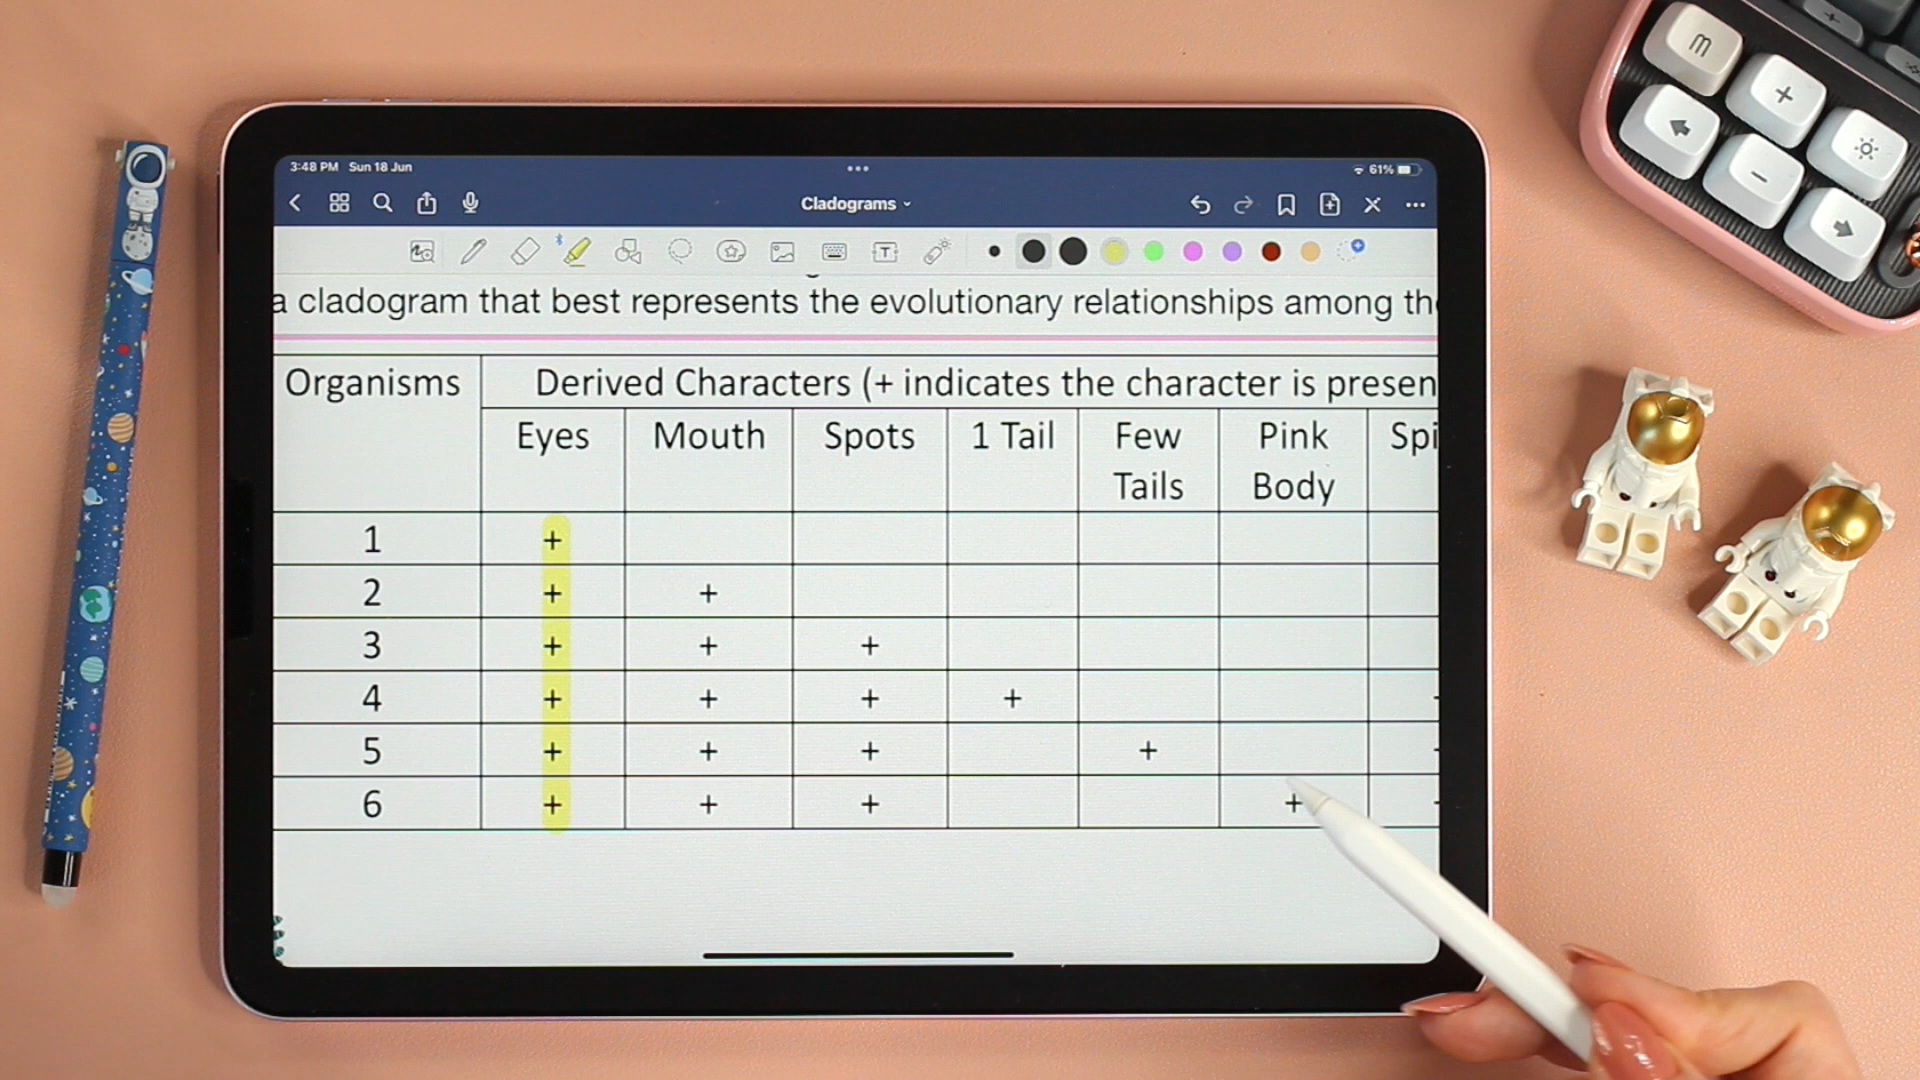 m
+
−
3:48 PM Sun 18 Jun
61%
Cladograms
T
a cladogram that best represents the evolutionary relationships among the
Organisms Derived Characters (+ indicates the character is presen
Eyes Mouth Spots 1 Tail Few Tails Pink Body Spi
1 +
2 + +
3 + + +
4 + + + +
5 + + + +
6 + + + +